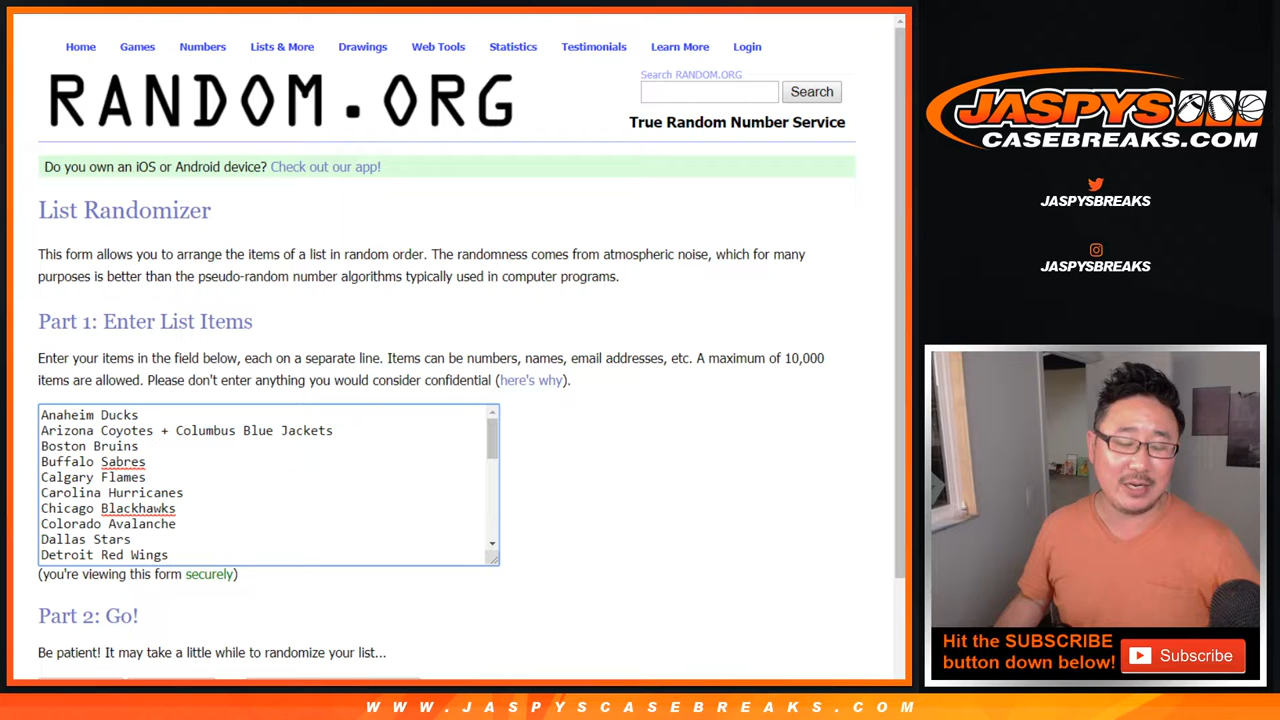 Home Games Numbers Lists & More Drawings Web Tools Statistics Testimonials Learn More Login
RANDOM.ORG
Search RANDOM.ORG
Search
True Random Number Service
Do you own an iOS or Android device? Check out our app!
List Randomizer
This form allows you to arrange the items of a list in random order. The randomness comes from atmospheric noise, which for many
purposes is better than the pseudo-random number algorithms typically used in computer programs.
Part 1: Enter List Items
Enter your items in the field below, each on a separate line. Items can be numbers, names, email addresses, etc. A maximum of 10,000
items are allowed. Please don't enter anything you would consider confidential (here's why).
Anaheim Ducks
Arizona Coyotes + Columbus Blue Jackets
Boston Bruins
Buffalo Sabres
Calgary Flames
Carolina Hurricanes
Chicago Blackhawks
Colorado Avalanche
Dallas Stars
Detroit Red Wings
(you're viewing this form securely)
Part 2: Go!
Be patient! It may take a little while to randomize your list...
JASPYS
CASEBREAKS.COM
JASPYSBREAKS
JASPYSBREAKS
Hit the SUBSCRIBE
button down below!
Subscribe
WWW.JASPYSCASEBREAKS.COM